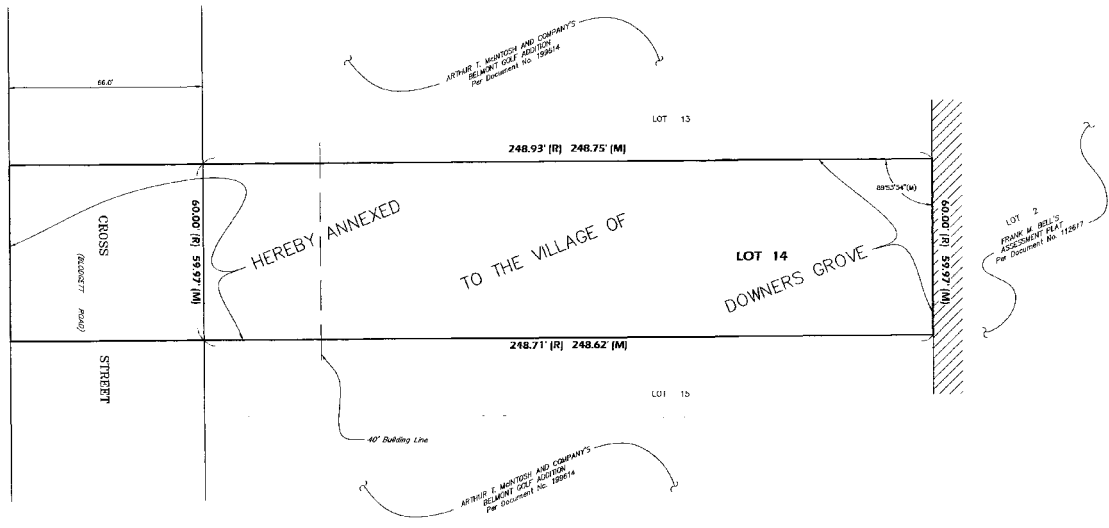 ARTHUR T. McINTOSH AND COMPANY'S
BELMONT GOLF ADDITION
Per Document No. 199614
66.0'
LOT 13
248.93' (R) 248.75' (M)
89°53'54"(M)
CROSS
(BLODGETT ROAD)
STREET
60.00' (R) 59.97' (M)
HEREBY ANNEXED
TO THE VILLAGE OF
LOT 14
DOWNERS GROVE
60.00' (R) 59.97' (M)
LOT 2
FRANK M. BELL'S
ASSESSMENT PLAT
Per Document No. 112617
248.71' (R) 248.62' (M)
LOT 15
40' Building Line
ARTHUR T. McINTOSH AND COMPANY'S
BELMONT GOLF ADDITION
Per Document No. 199614